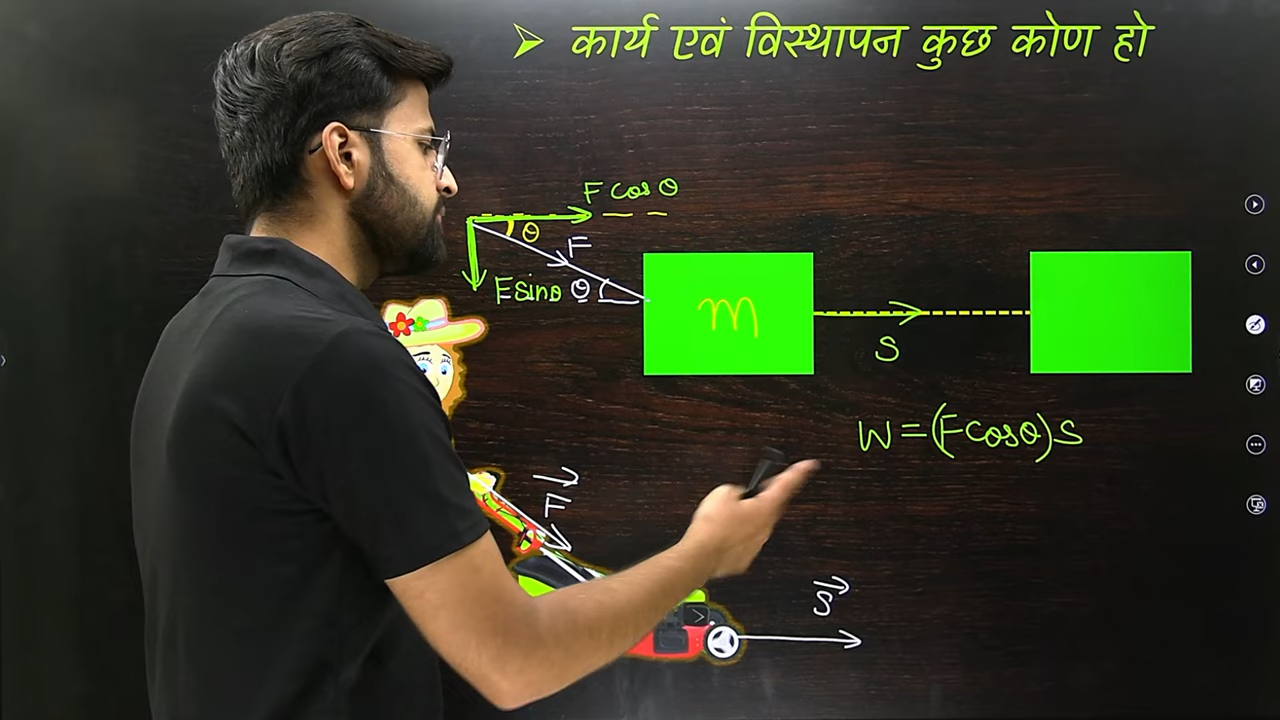 ➤ कार्य एवं विस्थापन कुछ कोण हो
F cos θ
θ
F
F sin θ
θ
m
S
W = (F cos θ) S
F⃗
S⃗